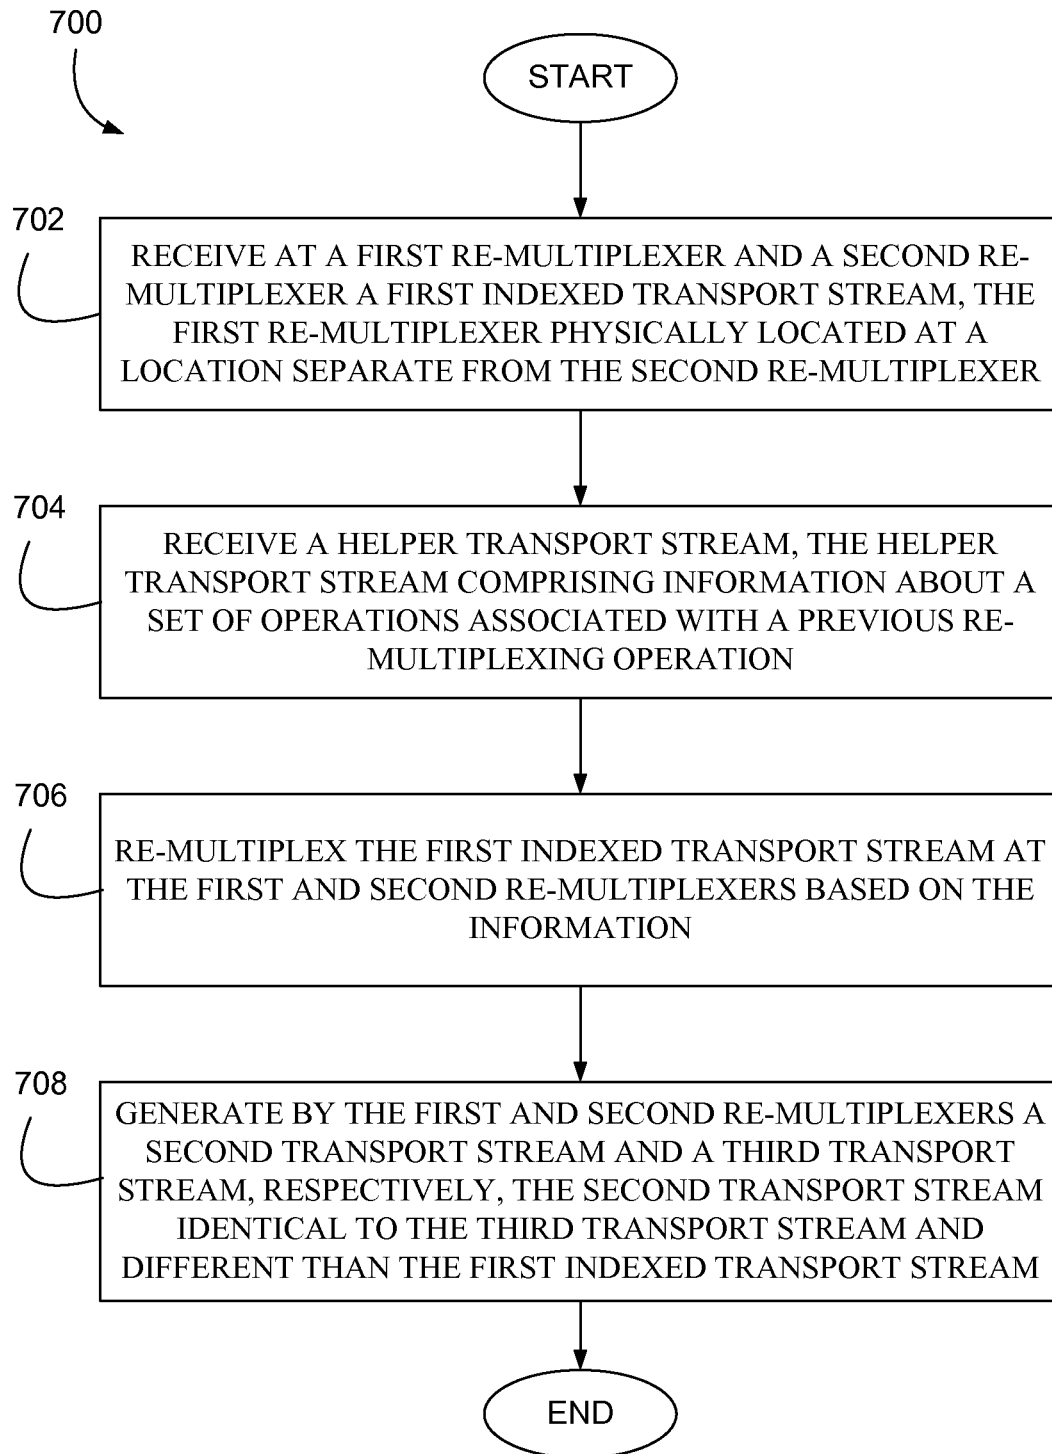 700
START
702
RECEIVE AT A FIRST RE-MULTIPLEXER AND A SECOND RE-
MULTIPLEXER A FIRST INDEXED TRANSPORT STREAM, THE
FIRST RE-MULTIPLEXER PHYSICALLY LOCATED AT A
LOCATION SEPARATE FROM THE SECOND RE-MULTIPLEXER
704
RECEIVE A HELPER TRANSPORT STREAM, THE HELPER
TRANSPORT STREAM COMPRISING INFORMATION ABOUT A
SET OF OPERATIONS ASSOCIATED WITH A PREVIOUS RE-
MULTIPLEXING OPERATION
706
RE-MULTIPLEX THE FIRST INDEXED TRANSPORT STREAM AT
THE FIRST AND SECOND RE-MULTIPLEXERS BASED ON THE
INFORMATION
708
GENERATE BY THE FIRST AND SECOND RE-MULTIPLEXERS A
SECOND TRANSPORT STREAM AND A THIRD TRANSPORT
STREAM, RESPECTIVELY, THE SECOND TRANSPORT STREAM
IDENTICAL TO THE THIRD TRANSPORT STREAM AND
DIFFERENT THAN THE FIRST INDEXED TRANSPORT STREAM
END